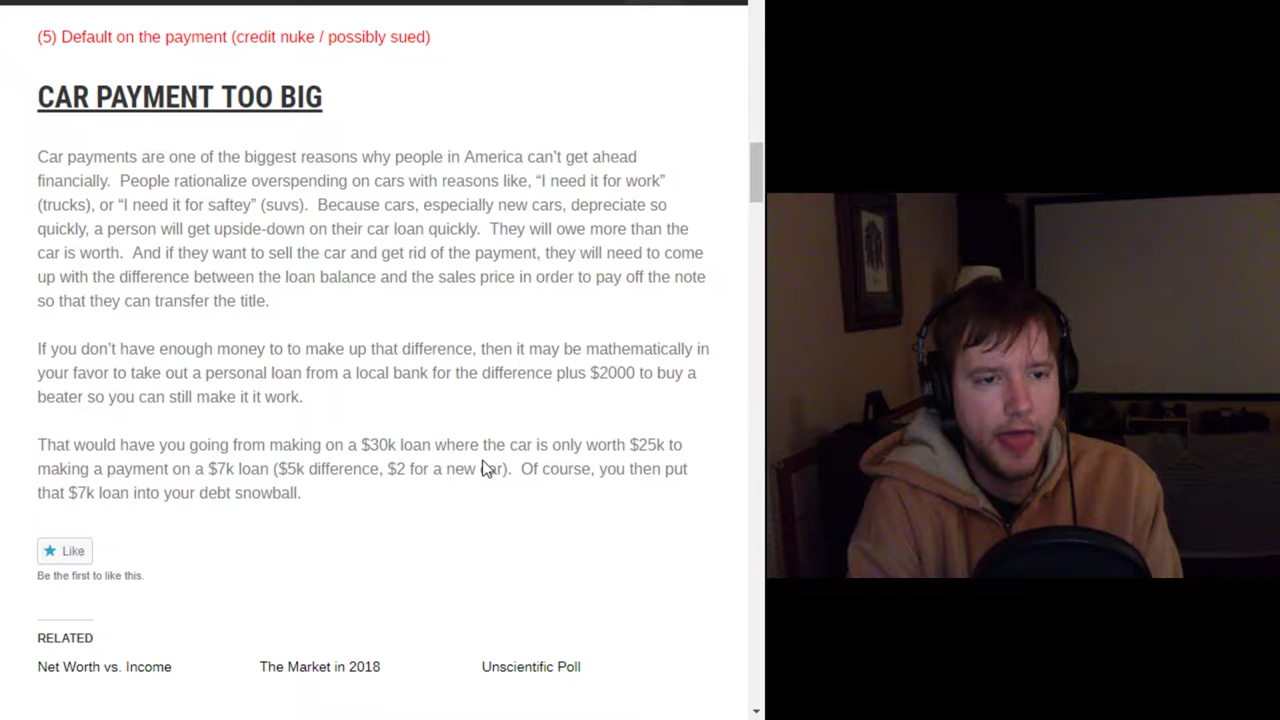 (5) Default on the payment (credit nuke / possibly sued)
CAR PAYMENT TOO BIG
Car payments are one of the biggest reasons why people in America can’t get ahead
financially.  People rationalize overspending on cars with reasons like, “I need it for work”
(trucks), or “I need it for saftey” (suvs).  Because cars, especially new cars, depreciate so
quickly, a person will get upside-down on their car loan quickly.  They will owe more than the
car is worth.  And if they want to sell the car and get rid of the payment, they will need to come
up with the difference between the loan balance and the sales price in order to pay off the note
so that they can transfer the title.
If you don’t have enough money to to make up that difference, then it may be mathematically in
your favor to take out a personal loan from a local bank for the difference plus $2000 to buy a
beater so you can still make it it work.
That would have you going from making on a $30k loan where the car is only worth $25k to
making a payment on a $7k loan ($5k difference, $2 for a new car).  Of course, you then put
that $7k loan into your debt snowball.
Like
Be the first to like this.
RELATED
Net Worth vs. Income
The Market in 2018
Unscientific Poll